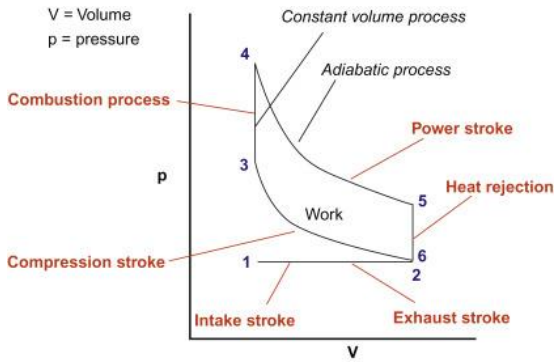 V = Volume
p = pressure
Constant volume process
4
Adiabatic process
Combustion process
Power stroke
3
p
Heat rejection
5
Work
Compression stroke
1
6
2
Intake stroke
Exhaust stroke
V